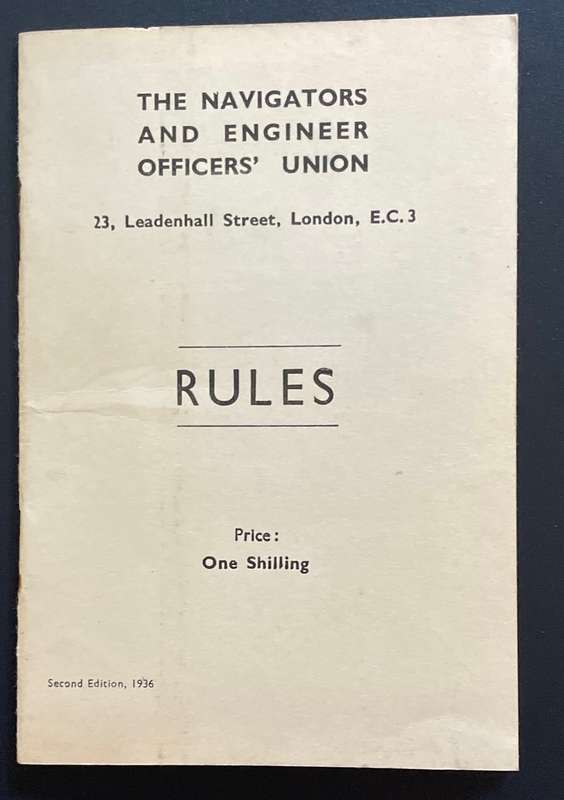 THE NAVIGATORS
AND ENGINEER
OFFICERS' UNION
23, Leadenhall Street, London, E.C.3
RULES
Price:
One Shilling
Second Edition, 1936